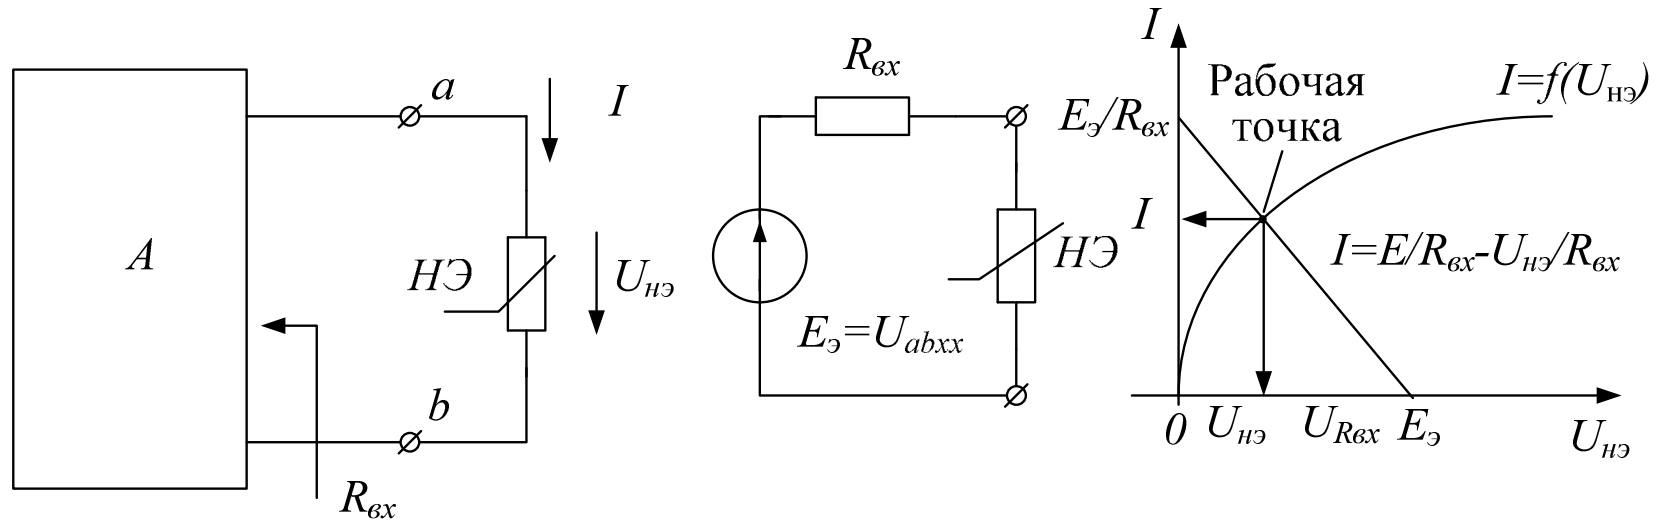 A
a
I
НЭ
Uнэ
b
Rвх
Rвх
НЭ
Eэ=Uabхх
I
Рабочая
точка
I=f(Uнэ)
Eэ/Rвх
I
I=E/Rвх-Uнэ/Rвх
0
Uнэ
URвх
Eэ
Uнэ